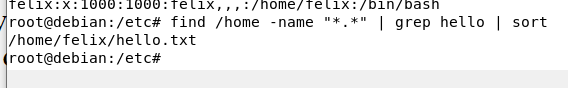 felix:x:1000:1000:felix,,,:/home/felix:/bin/bash
root@debian:/etc# find /home -name "*.*" | grep hello | sort
/home/felix/hello.txt
root@debian:/etc#